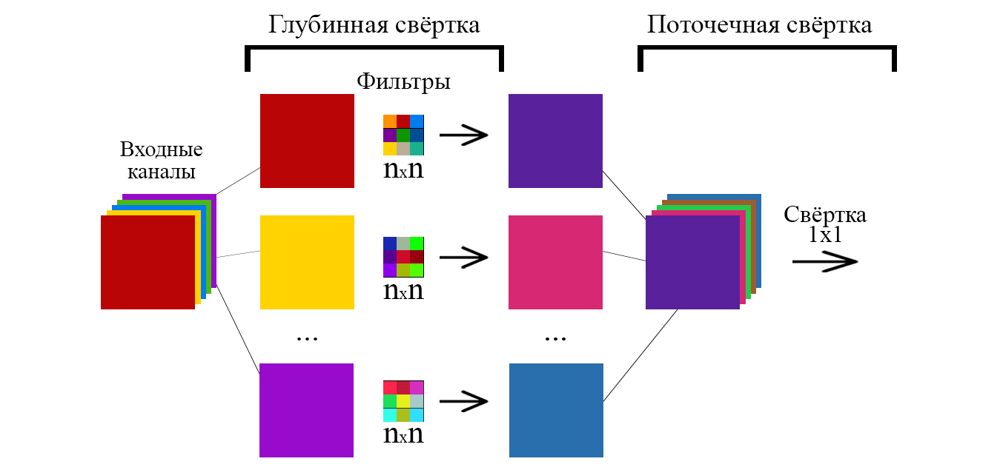 Глубинная свёртка
Поточечная свёртка
Фильтры
Входные
каналы
nxn
Свёртка
1x1
nxn
...
...
nxn